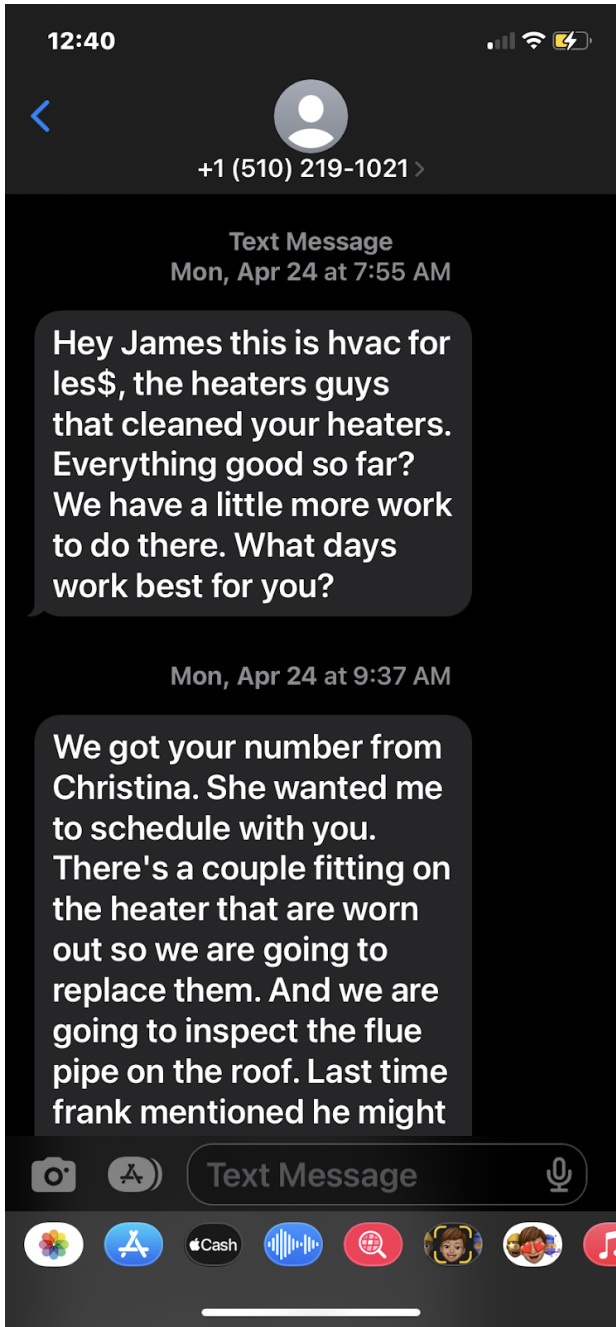 12:40
+1 (510) 219-1021
Text Message
Mon, Apr 24 at 7:55 AM
Hey James this is hvac for
les$, the heaters guys
that cleaned your heaters.
Everything good so far?
We have a little more work
to do there. What days
work best for you?
Mon, Apr 24 at 9:37 AM
We got your number from
Christina. She wanted me
to schedule with you.
There's a couple fitting on
the heater that are worn
out so we are going to
replace them. And we are
going to inspect the flue
pipe on the roof. Last time
frank mentioned he might
Text Message
Cash